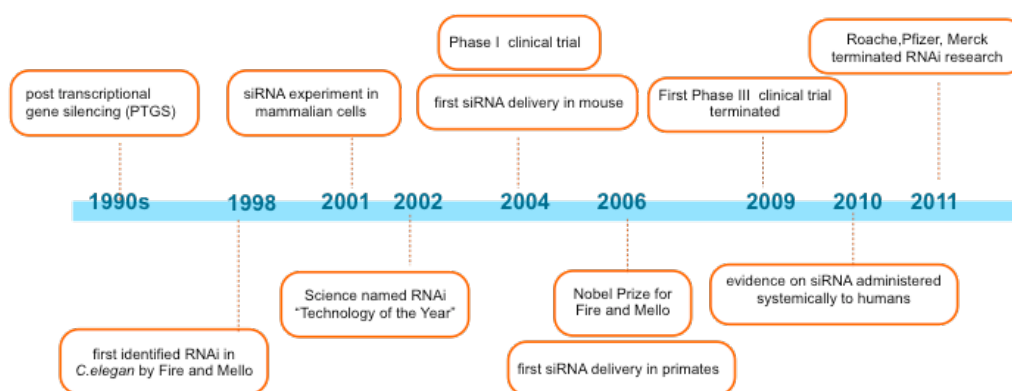 Phase I clinical trial
Roache,Pfizer, Merck
terminated RNAi research
post transcriptional
gene silencing (PTGS)
siRNA experiment in
mammalian cells
first siRNA delivery in mouse
First Phase III clinical trial
terminated
1990s
1998
2001
2002
2004
2006
2009
2010
2011
Science named RNAi
“Technology of the Year”
Nobel Prize for
Fire and Mello
evidence on siRNA administered
systemically to humans
first identified RNAi in
C.elegan by Fire and Mello
first siRNA delivery in primates